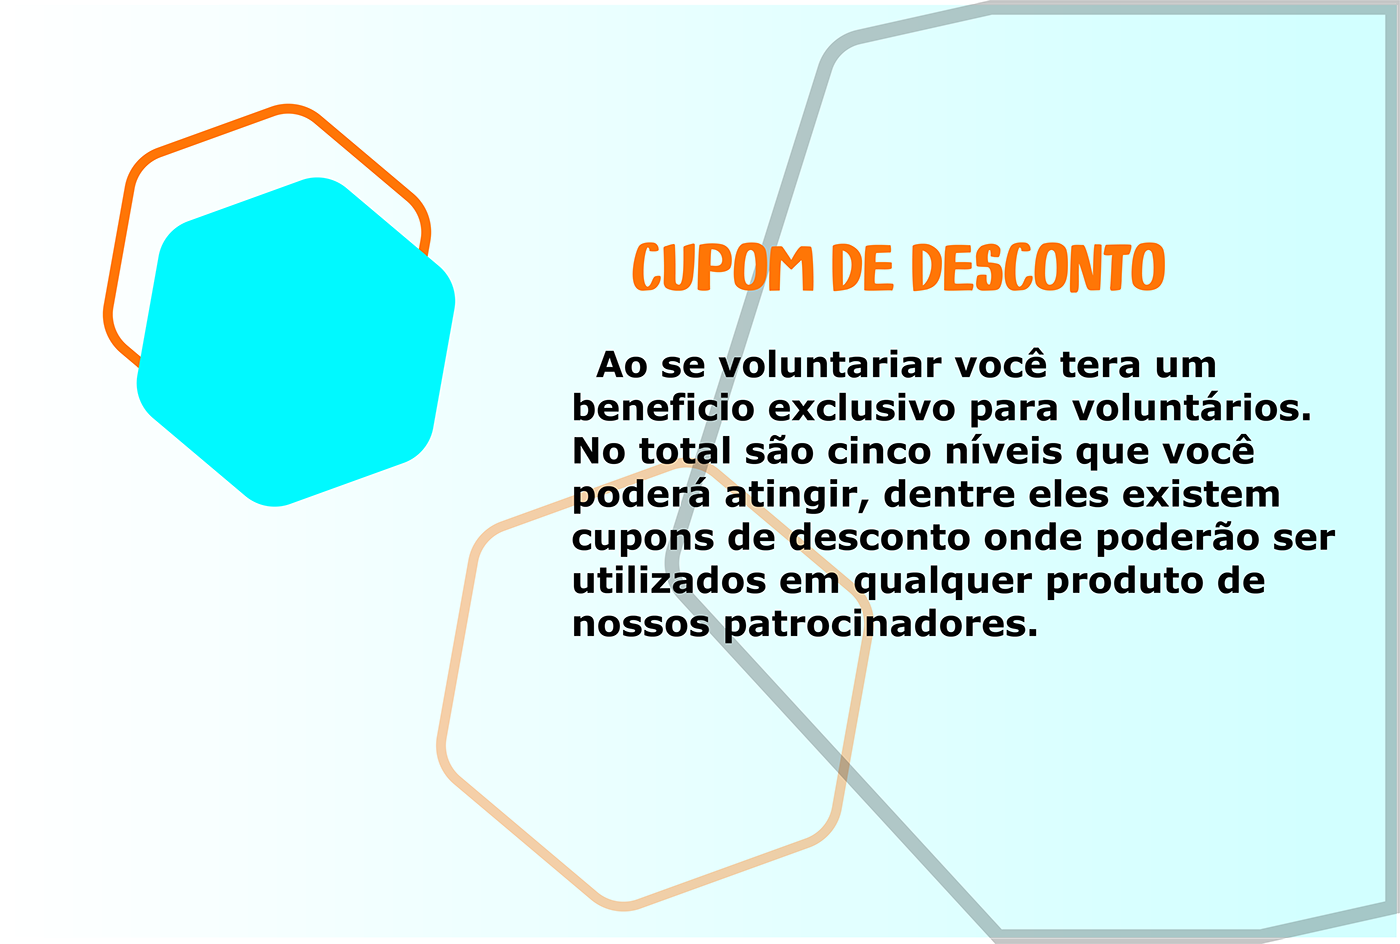 CUPOM DE DESCONTO
Ao se voluntariar você tera um
beneficio exclusivo para voluntários.
No total são cinco níveis que você
poderá atingir, dentre eles existem
cupons de desconto onde poderão ser
utilizados em qualquer produto de
nossos patrocinadores.